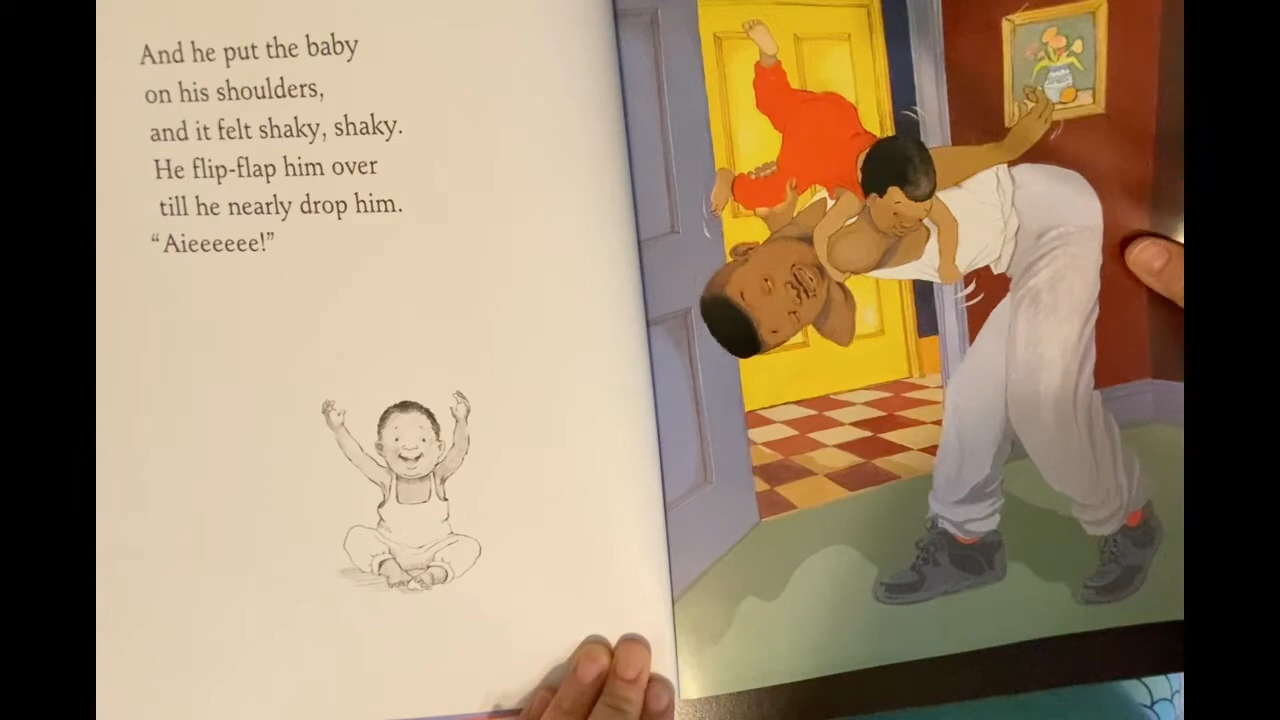 And he put the baby
on his shoulders,
and it felt shaky, shaky.
He flip-flap him over
till he nearly drop him.
“Aieeeeeee!”